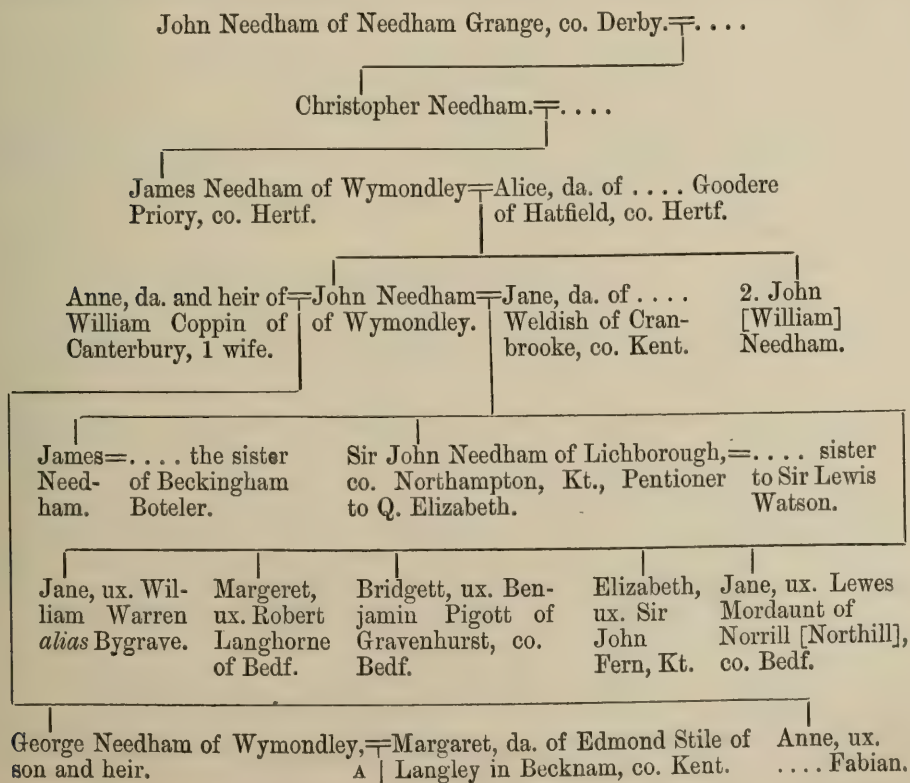 John Needham of Needham Grange, co. Derby.=. . . .
Christopher Needham.=. . . .
James Needham of Wymondley=Alice, da. of . . . . Goodere
Priory, co. Hertf. of Hatfield, co. Hertf.
Anne, da. and heir of=John Needham=Jane, da. of . . . . 2. John
William Coppin of of Wymondley. Weldish of Cran- [William]
Canterbury, 1 wife. brooke, co. Kent. Needham.
James=. . . . the sister Sir John Needham of Lichborough,=. . . . sister
Need- of Beckingham co. Northampton, Kt., Pentioner to Sir Lewis
ham. Boteler. to Q. Elizabeth. Watson.
Jane, ux. Wil- Margeret, Bridgett, ux. Ben- Elizabeth, Jane, ux. Lewes
liam Warren ux. Robert jamin Pigott of ux. Sir Mordaunt of
alias Bygrave. Langhorne Gravenhurst, co. John Norrill [Northill],
of Bedf. Bedf. Fern, Kt. co. Bedf.
George Needham of Wymondley,=Margaret, da. of Edmond Stile of Anne, ux.
son and heir. A Langley in Becknam, co. Kent. . . . . Fabian.